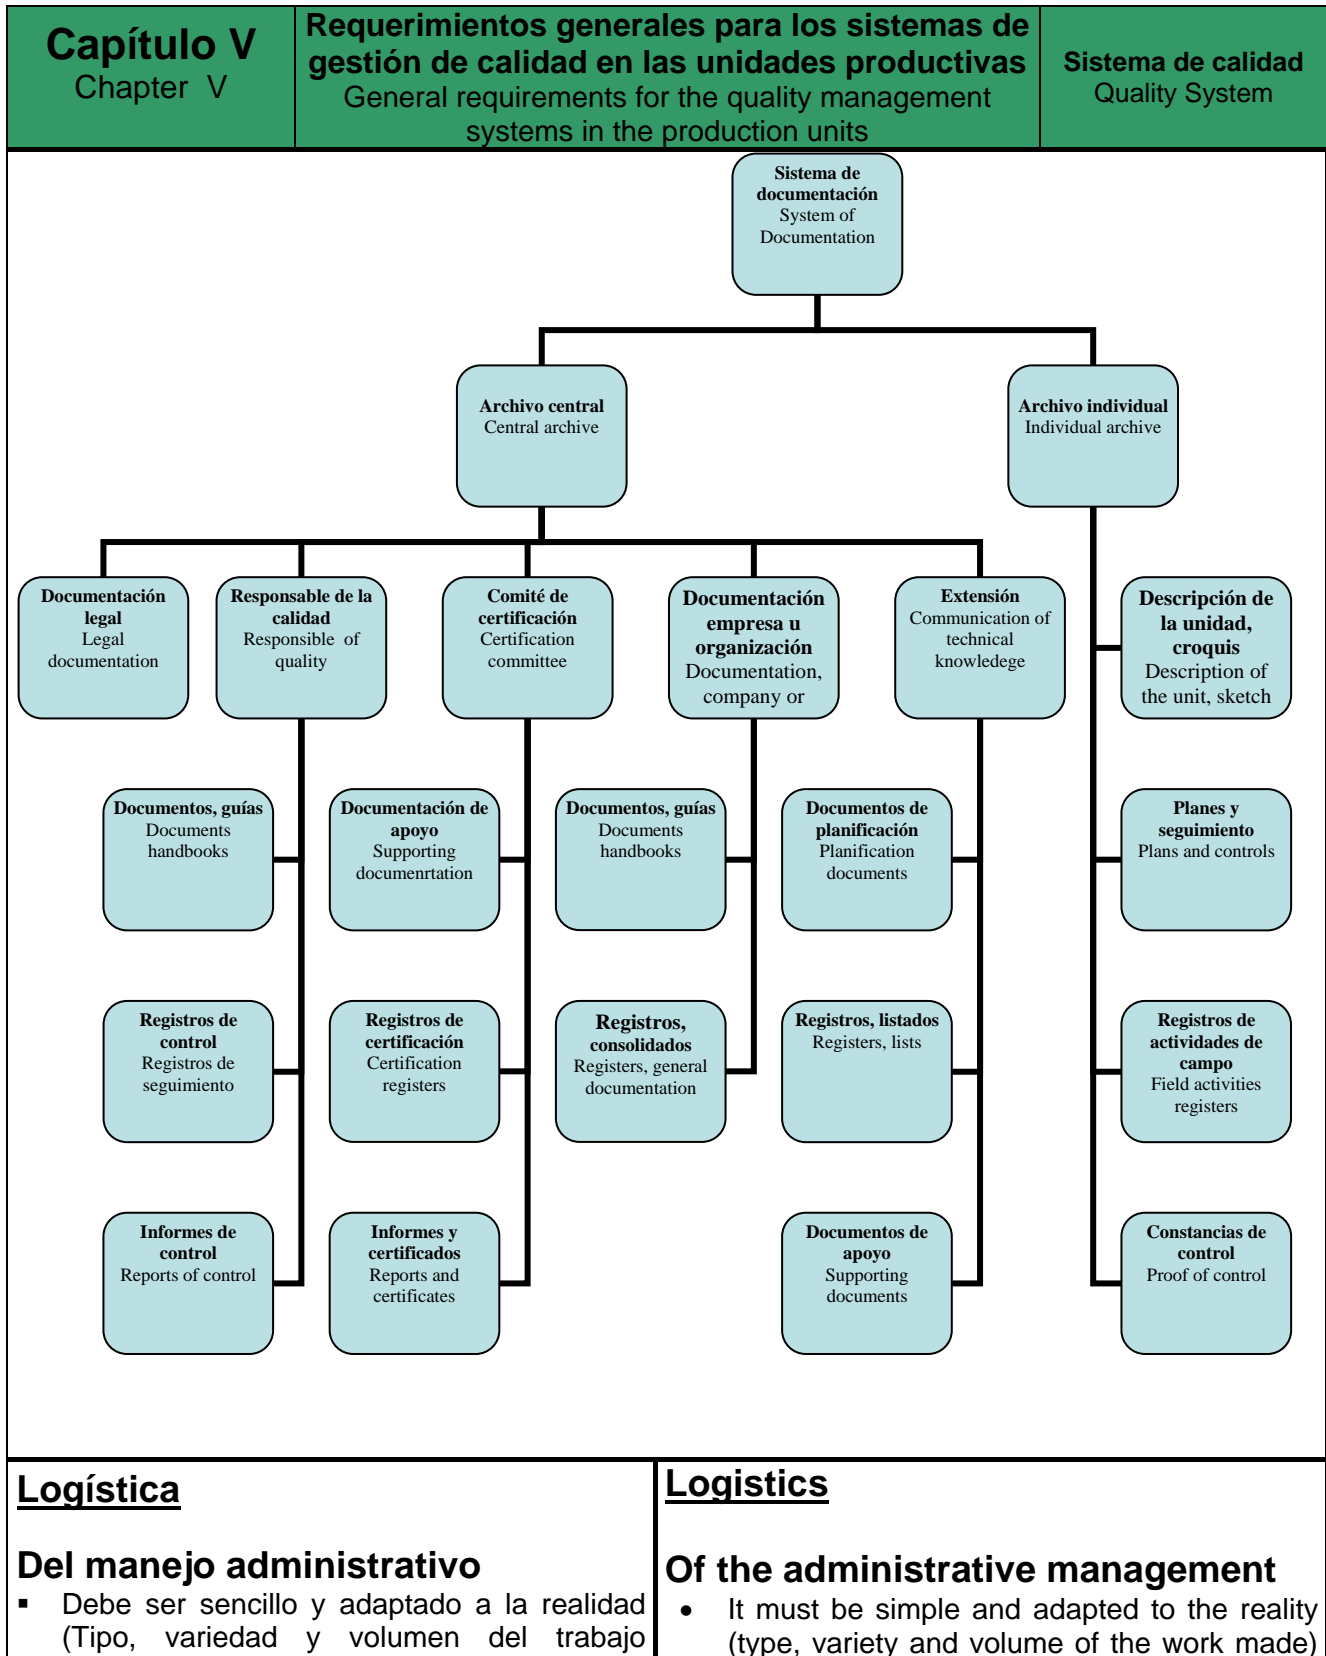 Capítulo V
Chapter  V
Requerimientos generales para los sistemas de
gestión de calidad en las unidades productivas
General requirements for the quality management
systems in the production units
Sistema de calidad
Quality System
Sistema de
documentación
System of
Documentation
Archivo central
Central archive
Archivo individual
Individual archive
Documentación
legal
Legal
documentation
Responsable de la
calidad
Responsible  of
quality
Comité de
certificación
Certification
committee
Documentación
empresa u
organización
Documentation,
company or
Extensión
Communication of
technical
knowledege
Descripción de
la unidad,
croquis
Description of
the unit, sketch
Documentos, guías
Documents
handbooks
Documentación de
apoyo
Supporting
documenrtation
Documentos, guías
Documents
handbooks
Documentos de
planificación
Planification
documents
Planes y
seguimiento
Plans and controls
Registros de
control
Registros de
seguimiento
Registros de
certificación
Certification
registers
Registros,
consolidados
Registers, general
documentation
Registros, listados
Registers, lists
Registros de
actividades de
campo
Field activities
registers
Informes de
control
Reports of control
Informes y
certificados
Reports and
certificates
Documentos de
apoyo
Supporting
documents
Constancias de
control
Proof of control
Logística
Del manejo administrativo
▪ Debe ser sencillo y adaptado a la realidad
(Tipo, variedad y volumen del trabajo
Logistics
Of the administrative management
• It must be simple and adapted to the reality
(type, variety and volume of the work made)